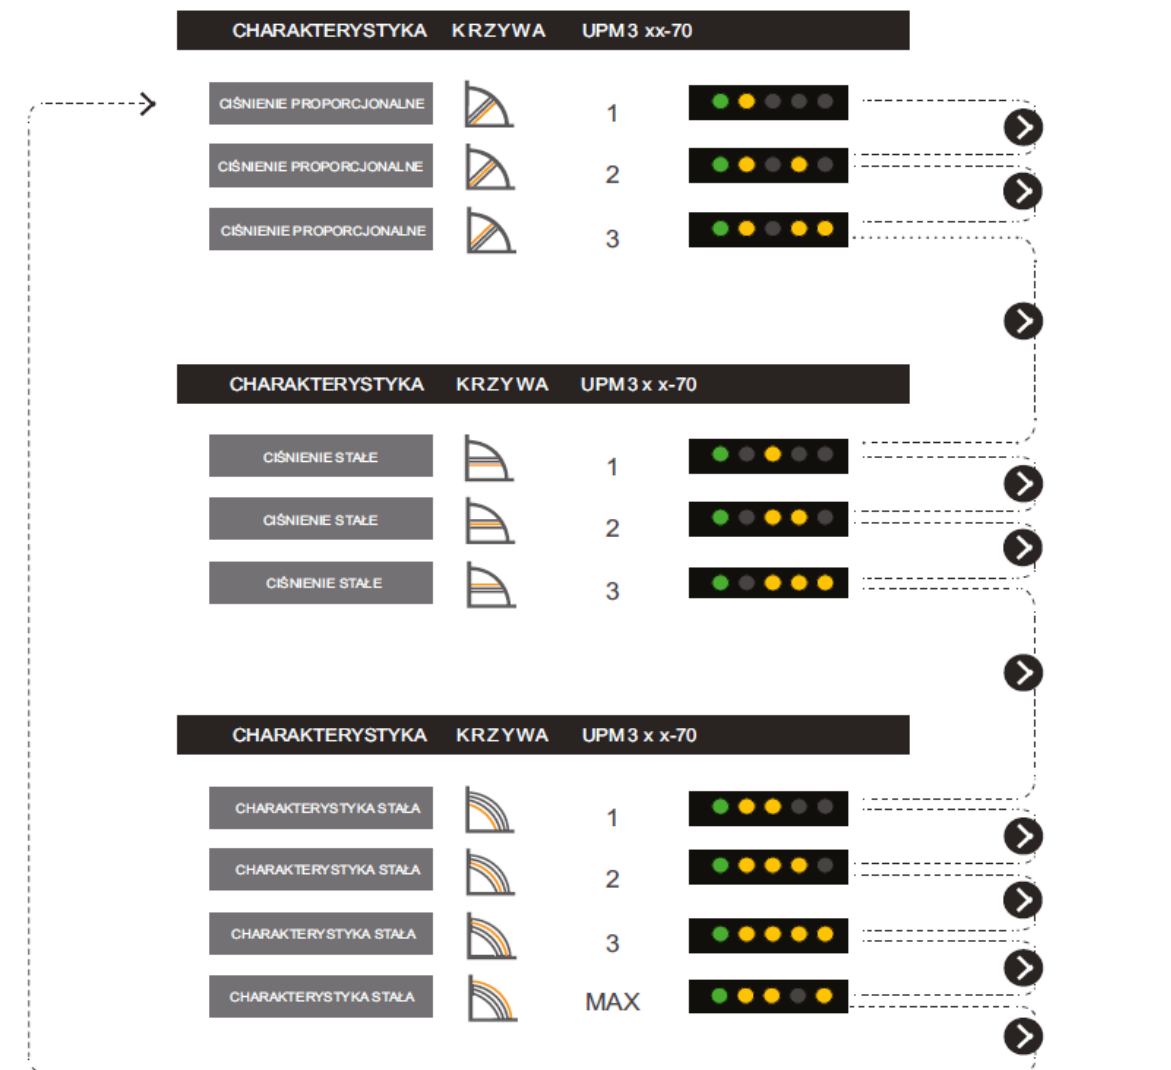 CHARAKTERYSTYKA KRZYWA UPM3 xx-70
CIŚNIENIE PROPORCJONALNE 1
CIŚNIENIE PROPORCJONALNE 2
CIŚNIENIE PROPORCJONALNE 3
CHARAKTERYSTYKA KRZYWA UPM3 x x-70
CIŚNIENIE STAŁE 1
CIŚNIENIE STAŁE 2
CIŚNIENIE STAŁE 3
CHARAKTERYSTYKA KRZYWA UPM3 x x-70
CHARAKTERYSTYKA STAŁA 1
CHARAKTERYSTYKA STAŁA 2
CHARAKTERYSTYKA STAŁA 3
CHARAKTERYSTYKA STAŁA MAX